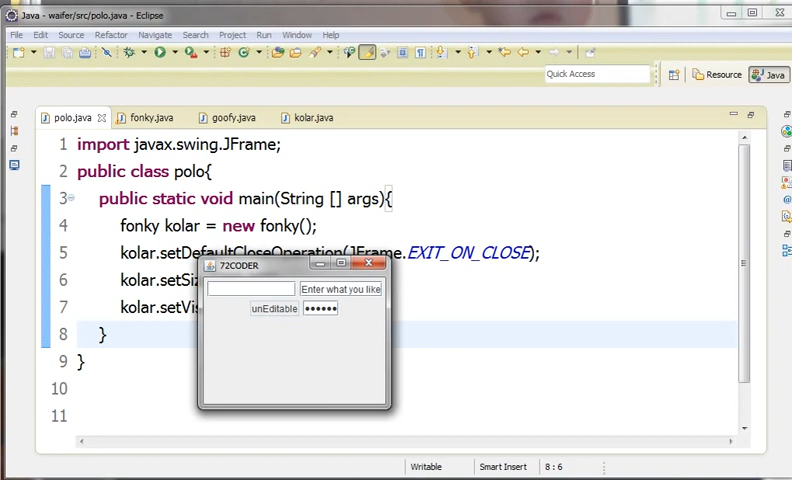 Java - waifer/src/polo.java - Eclipse
File Edit Source Refactor Navigate Search Project Run Window Help
Quick Access
Resource
Java
polo.java fonky.java goofy.java kolar.java
1 import javax.swing.JFrame;
2 public class polo{
3 public static void main(String [] args){
4 fonky kolar = new fonky();
5 kolar.setDefaultCloseOperation(JFrame.EXIT_ON_CLOSE);
6 kolar.setSi
7 kolar.setVi
8 }
9 }
10
11
72CODER
Enter what you like
unEditable ••••••
Writable Smart Insert 8 : 6